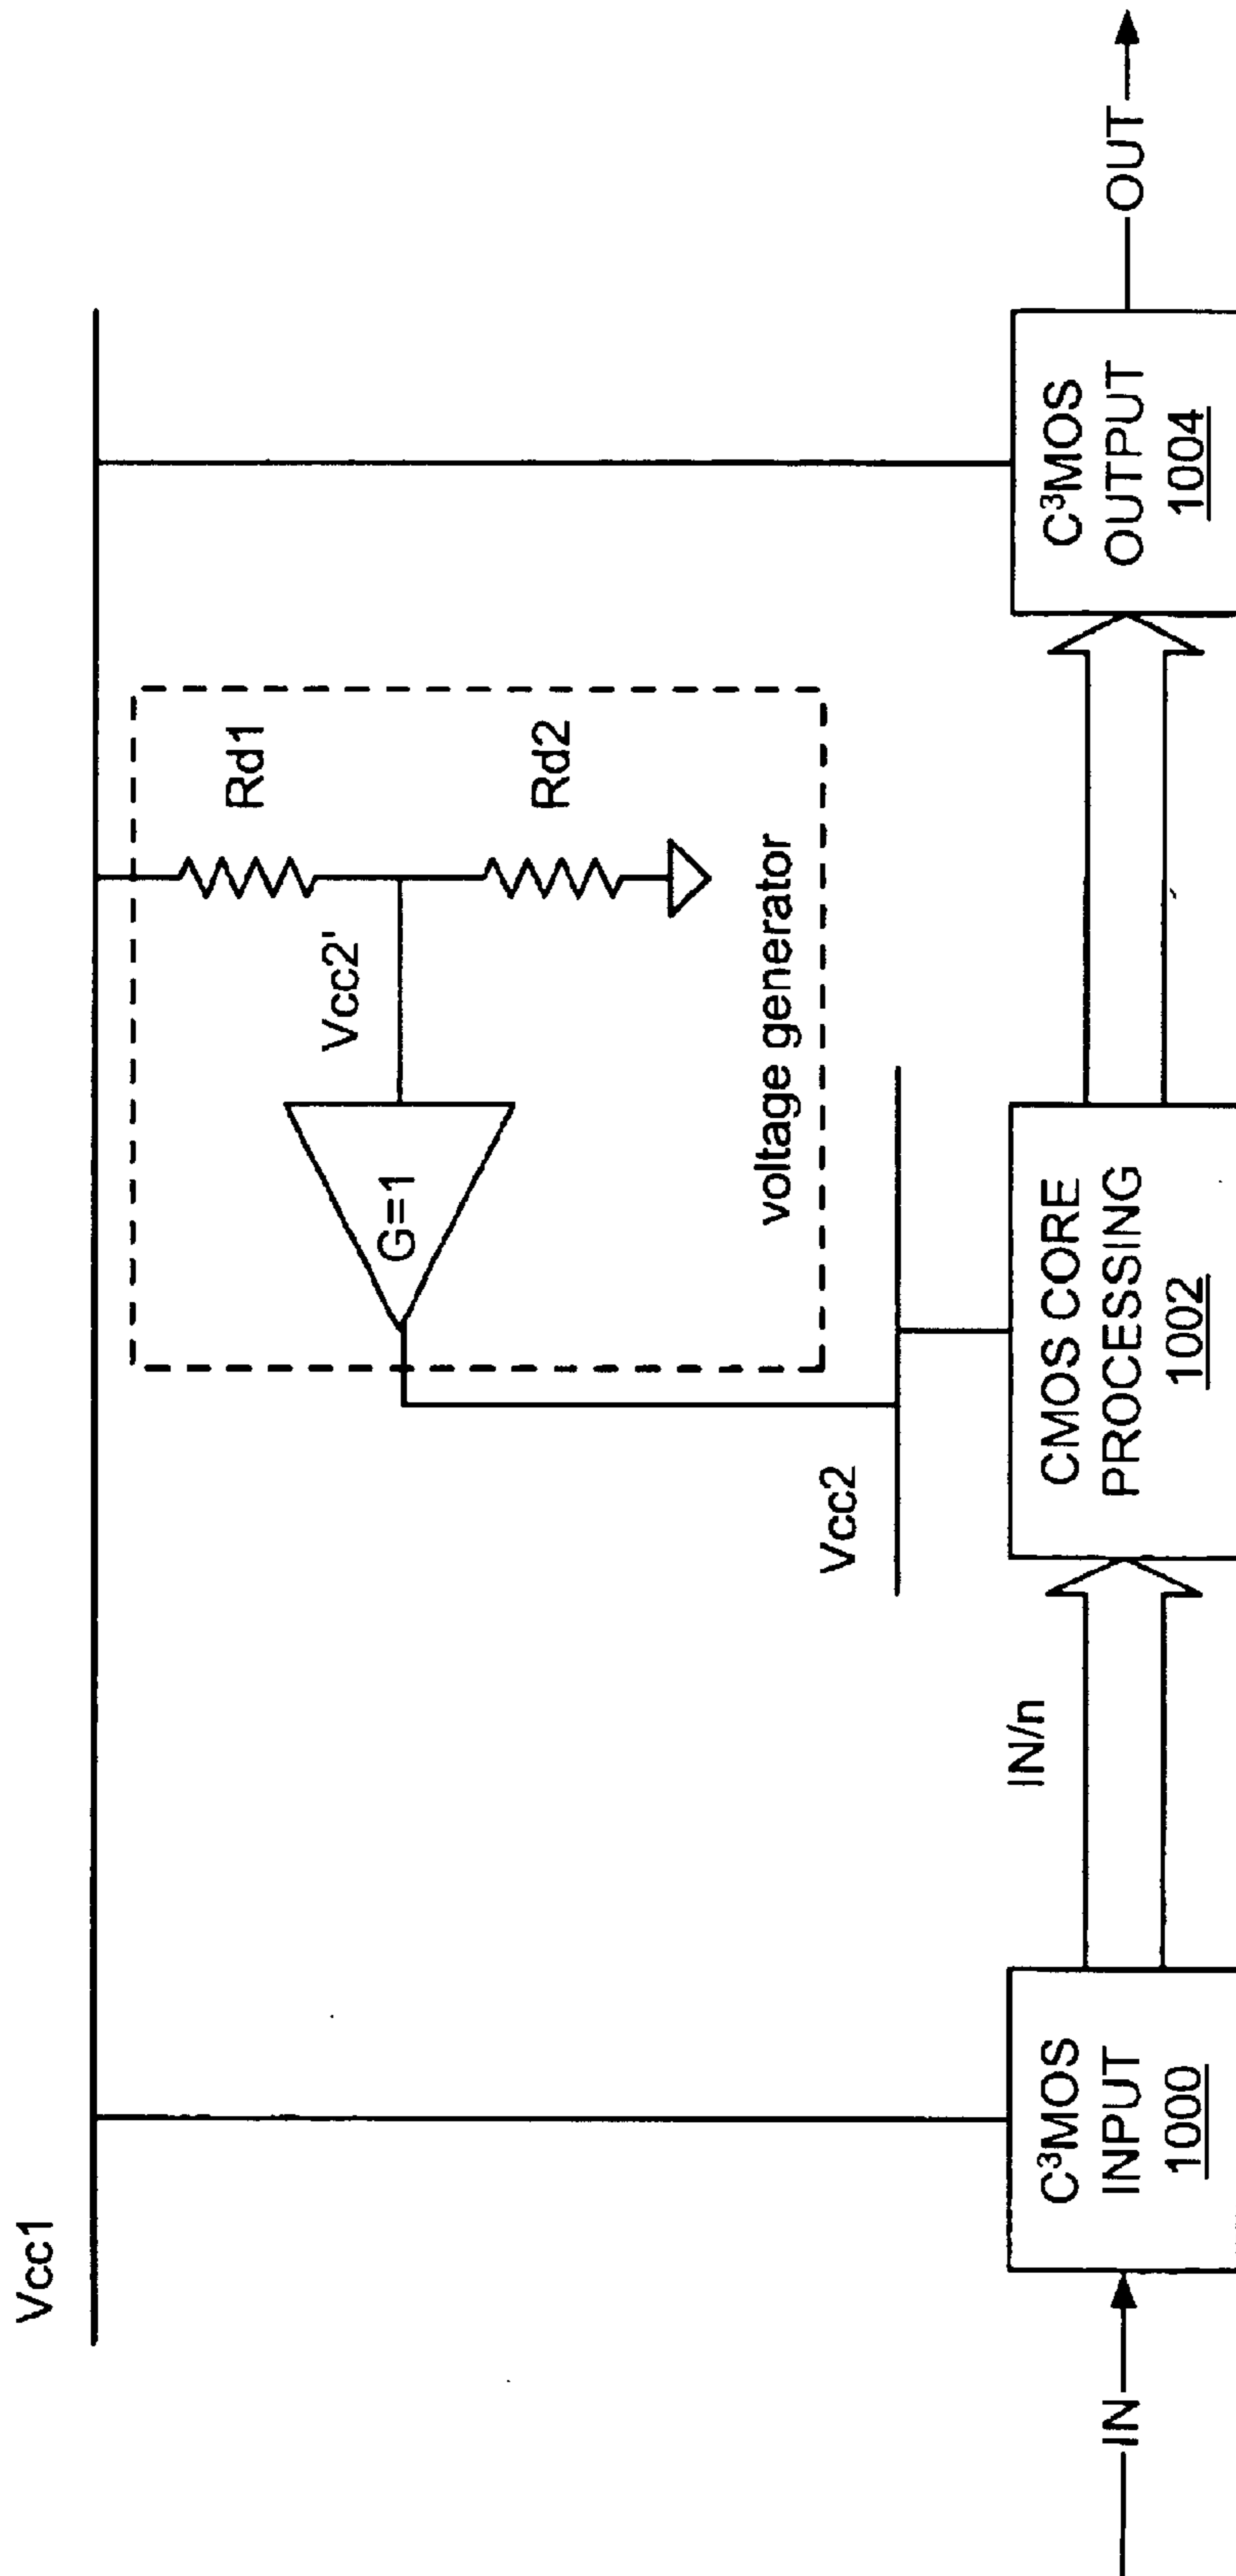 Vcc1
Rd1
Vcc2'
Rd2
G=1
voltage generator
Vcc2
IN
C³MOS
INPUT
1000
IN/n
CMOS CORE
PROCESSING
1002
C³MOS
OUTPUT
1004
OUT